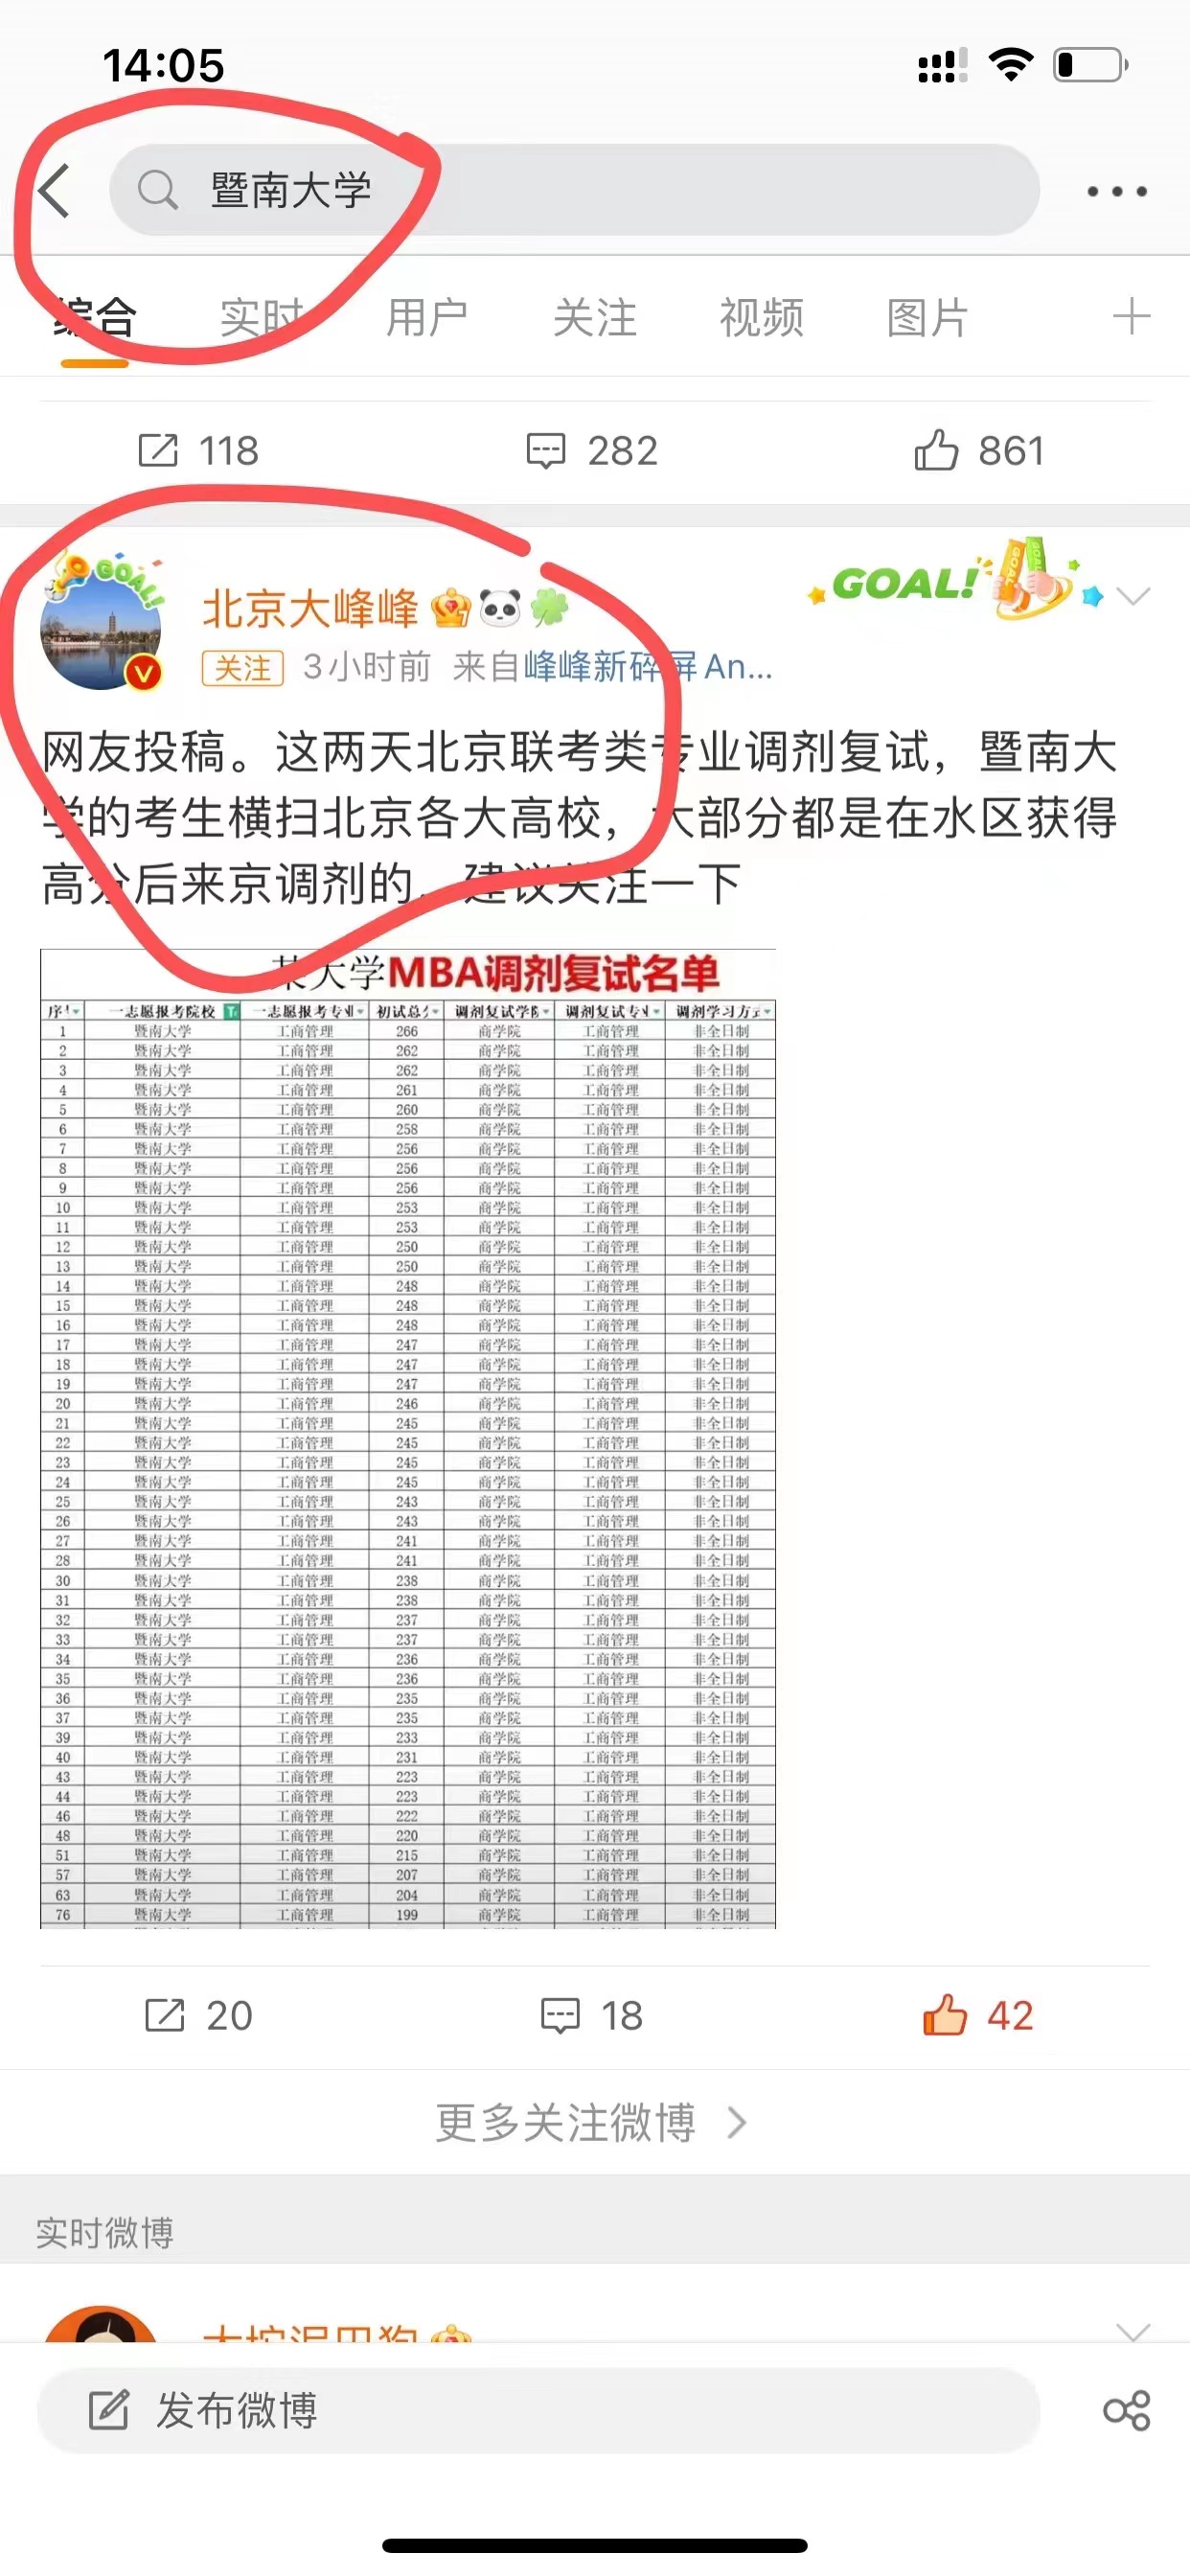 14:05
暨南大学
综合 实时 用户 关注 视频 图片
118 282 861
GOAL!
北京大峰峰
GOAL!
关注 3小时前 来自峰峰新碎屏An...
网友投稿。这两天北京联考类专业调剂复试，暨南大
学的考生横扫北京各大高校，大部分都是在水区获得
高分后来京调剂的，建议关注一下
某大学MBA调剂复试名单
序 一志愿报考院校 一志愿报考专业 初试总分 调剂复试学院 调剂复试专业 调剂学习方式
1 暨南大学 工商管理 266 商学院 工商管理 非全日制
2 暨南大学 工商管理 262 商学院 工商管理 非全日制
3 暨南大学 工商管理 262 商学院 工商管理 非全日制
4 暨南大学 工商管理 261 商学院 工商管理 非全日制
5 暨南大学 工商管理 260 商学院 工商管理 非全日制
6 暨南大学 工商管理 258 商学院 工商管理 非全日制
7 暨南大学 工商管理 256 商学院 工商管理 非全日制
8 暨南大学 工商管理 256 商学院 工商管理 非全日制
9 暨南大学 工商管理 256 商学院 工商管理 非全日制
10 暨南大学 工商管理 253 商学院 工商管理 非全日制
11 暨南大学 工商管理 253 商学院 工商管理 非全日制
12 暨南大学 工商管理 250 商学院 工商管理 非全日制
13 暨南大学 工商管理 250 商学院 工商管理 非全日制
14 暨南大学 工商管理 248 商学院 工商管理 非全日制
15 暨南大学 工商管理 248 商学院 工商管理 非全日制
16 暨南大学 工商管理 248 商学院 工商管理 非全日制
17 暨南大学 工商管理 247 商学院 工商管理 非全日制
18 暨南大学 工商管理 247 商学院 工商管理 非全日制
19 暨南大学 工商管理 247 商学院 工商管理 非全日制
20 暨南大学 工商管理 246 商学院 工商管理 非全日制
21 暨南大学 工商管理 245 商学院 工商管理 非全日制
22 暨南大学 工商管理 245 商学院 工商管理 非全日制
23 暨南大学 工商管理 245 商学院 工商管理 非全日制
24 暨南大学 工商管理 245 商学院 工商管理 非全日制
25 暨南大学 工商管理 243 商学院 工商管理 非全日制
26 暨南大学 工商管理 243 商学院 工商管理 非全日制
27 暨南大学 工商管理 241 商学院 工商管理 非全日制
28 暨南大学 工商管理 241 商学院 工商管理 非全日制
30 暨南大学 工商管理 238 商学院 工商管理 非全日制
31 暨南大学 工商管理 238 商学院 工商管理 非全日制
32 暨南大学 工商管理 237 商学院 工商管理 非全日制
33 暨南大学 工商管理 237 商学院 工商管理 非全日制
34 暨南大学 工商管理 236 商学院 工商管理 非全日制
35 暨南大学 工商管理 236 商学院 工商管理 非全日制
36 暨南大学 工商管理 235 商学院 工商管理 非全日制
37 暨南大学 工商管理 235 商学院 工商管理 非全日制
39 暨南大学 工商管理 233 商学院 工商管理 非全日制
40 暨南大学 工商管理 231 商学院 工商管理 非全日制
43 暨南大学 工商管理 223 商学院 工商管理 非全日制
44 暨南大学 工商管理 223 商学院 工商管理 非全日制
46 暨南大学 工商管理 222 商学院 工商管理 非全日制
48 暨南大学 工商管理 220 商学院 工商管理 非全日制
51 暨南大学 工商管理 215 商学院 工商管理 非全日制
57 暨南大学 工商管理 207 商学院 工商管理 非全日制
63 暨南大学 工商管理 204 商学院 工商管理 非全日制
76 暨南大学 工商管理 199 商学院 工商管理 非全日制
20 18 42
更多关注微博
实时微博
发布微博